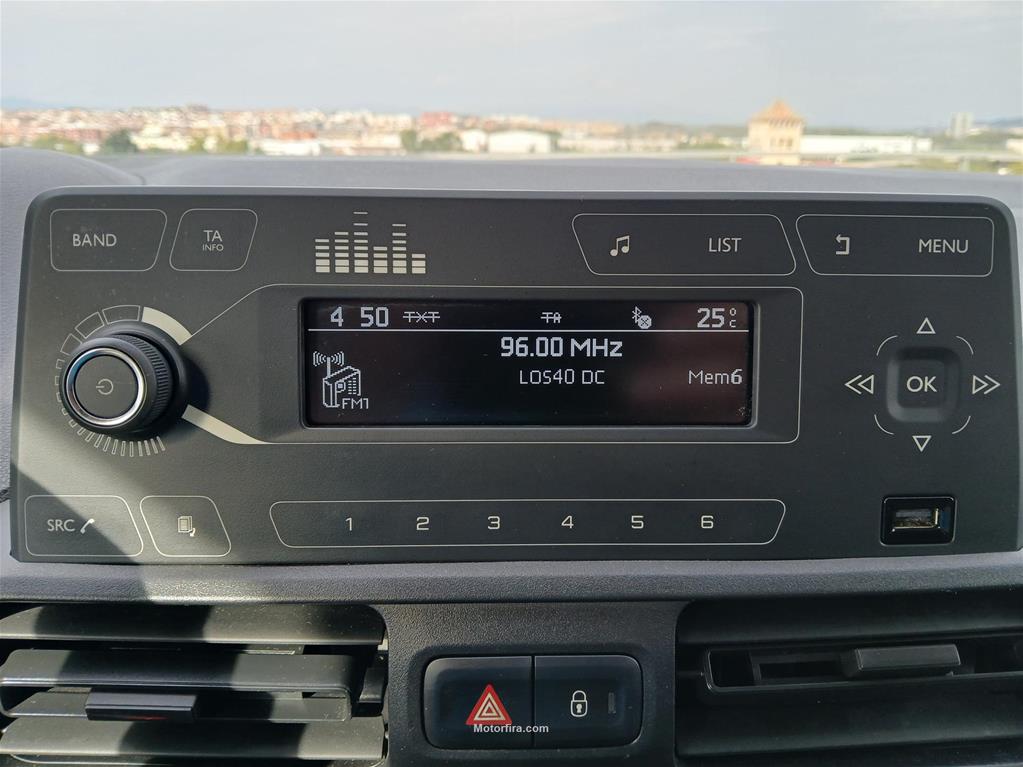 BAND
TA
INFO
LIST
MENU
4 50 TXT TA 25°C
96.00 MHz
LOS40 DC Mem6
FM1
OK
SRC
1 2 3 4 5 6
Motorfira.com